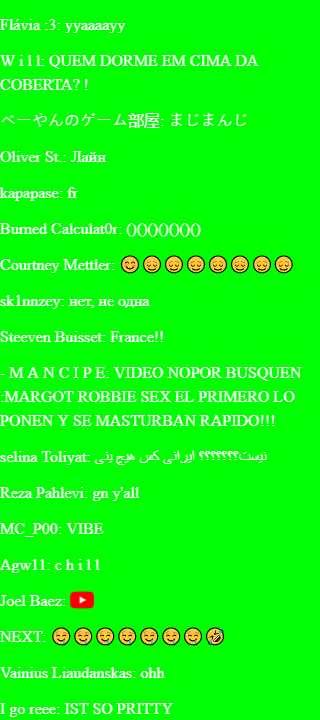 Flávia :3: yyaaaayy
W i l l: QUEM DORME EM CIMA DA
COBERTA? !
べーやんのゲーム部屋: まじまんじ
Oliver St.: Лайн
kapapase: fr
Burned Calculat0r: ()()()()()()()
Courtney Mettler: 😊😊😊😊😊😊😊😊
sk1nnzey: нет, не одна
Steeven Buisset: France!!
- M A N C I P E: VIDEO NOPOR BUSQUEN
:MARGOT ROBBIE SEX EL PRIMERO LO
PONEN Y SE MASTURBAN RAPIDO!!!
selina Toliyat: نیست؟؟؟؟؟؟؟ ایرانی کس هیچ ینی
Reza Pahlevi: gn y'all
MC_P00: VIBE
Agw11: c h i l l
Joel Baez:
NEXT: 😊😊😊😊😊😊😊🤣
Vainius Liaudanskas: ohh
I go reee: IST SO PRITTY